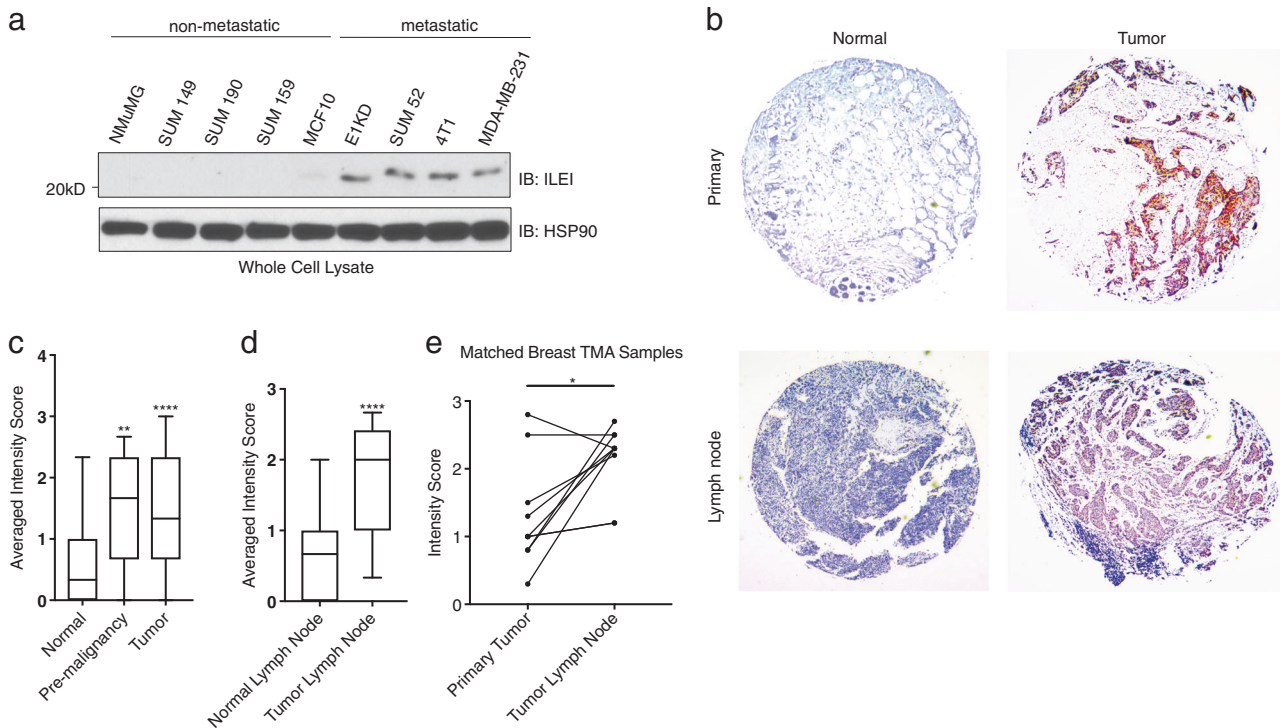 a
non-metastatic
metastatic
NMuMG
SUM 149
SUM 190
SUM 159
MCF10
E1KD
SUM 52
4T1
MDA-MB-231
20kD
IB: ILEI
IB: HSP90
Whole Cell Lysate
b
Normal
Tumor
Primary
Lymph node
c
Averaged Intensity Score
4
3
2
1
0
**
****
Normal
Pre-malignancy
Tumor
d
Averaged Intensity Score
3
2
1
0
****
Normal Lymph Node
Tumor Lymph Node
e
Matched Breast TMA Samples
*
Intensity Score
3
2
1
0
Primary Tumor
Tumor Lymph Node